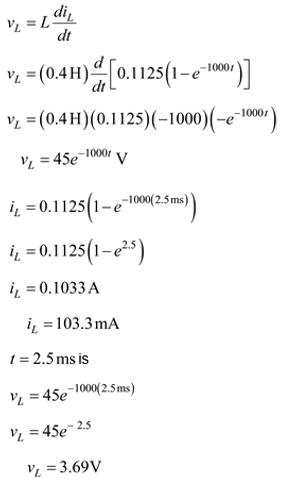 v_L = L di_L/dt
v_L = (0.4 H) d/dt [0.1125(1−e^{−1000t})]
v_L = (0.4 H)(0.1125)(−1000)(−e^{−1000t})
v_L = 45e^{−1000t} V
i_L = 0.1125(1−e^{−1000(2.5 ms)})
i_L = 0.1125(1−e^{2.5})
i_L = 0.1033 A
i_L = 103.3 mA
t = 2.5 ms is
v_L = 45e^{−1000(2.5 ms)}
v_L = 45e^{− 2.5}
v_L = 3.69V